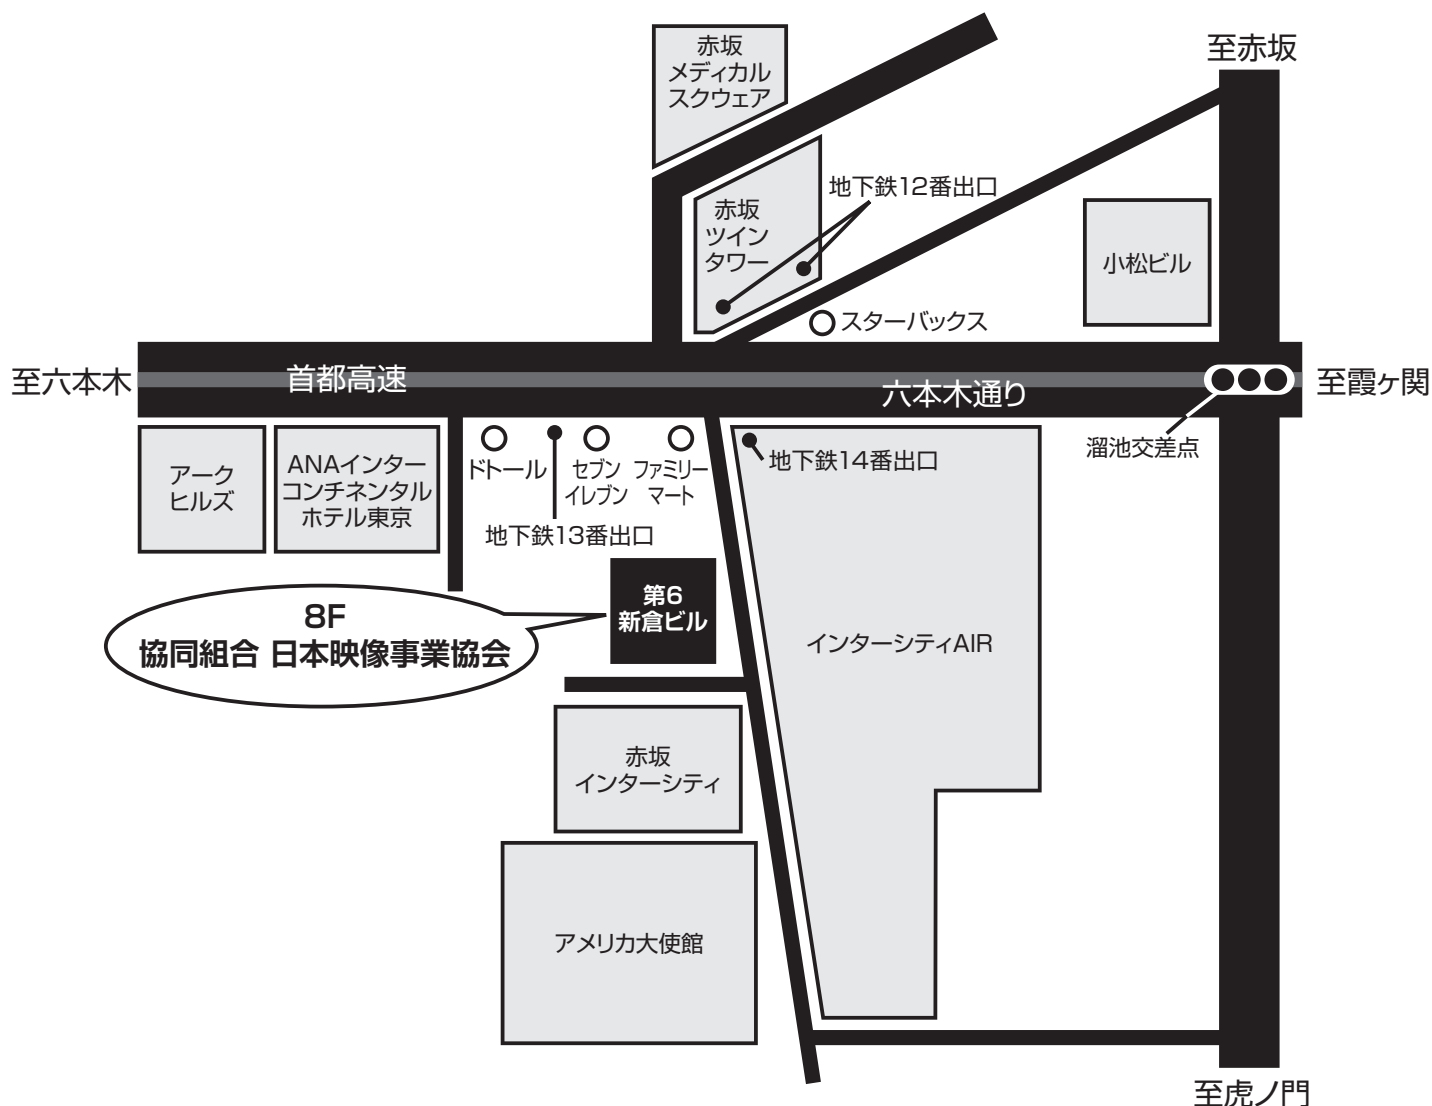 赤坂
メディカル
スクウェア
至赤坂
地下鉄12番出口
赤坂
ツイン
タワー
小松ビル
スターバックス
至六本木
首都高速
六本木通り
至霞ヶ関
溜池交差点
アーク
ヒルズ
ANAインター
コンチネンタル
ホテル東京
ドトール
セブン
イレブン
ファミリー
マート
地下鉄14番出口
地下鉄13番出口
第6
新倉ビル
8F
協同組合 日本映像事業協会
インターシティAIR
赤坂
インターシティ
アメリカ大使館
至虎ノ門